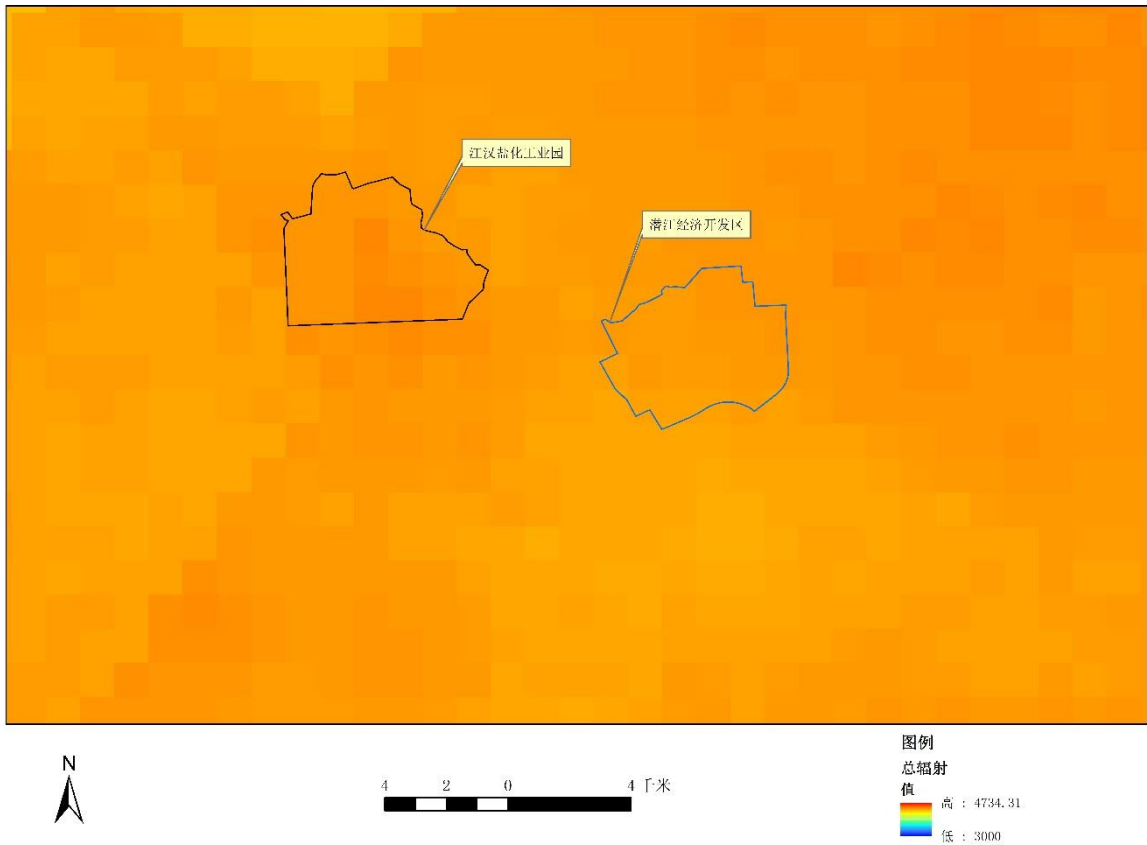 江汉盐化工业园
潜江经济开发区
N
4 2 0 4 千米
图例
总辐射
值
高 : 4734.31
低 : 3000